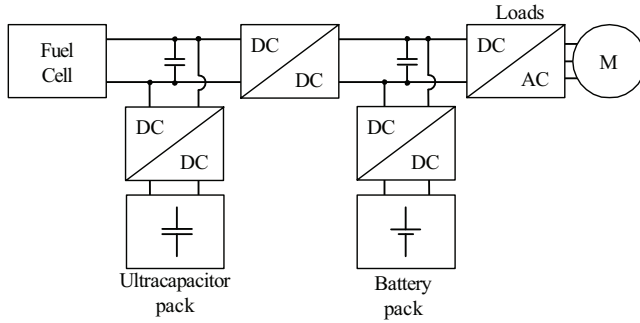 Loads
Fuel
Cell
DC
DC
DC
AC
M
DC
DC
DC
DC
Ultracapacitor
pack
Battery
pack